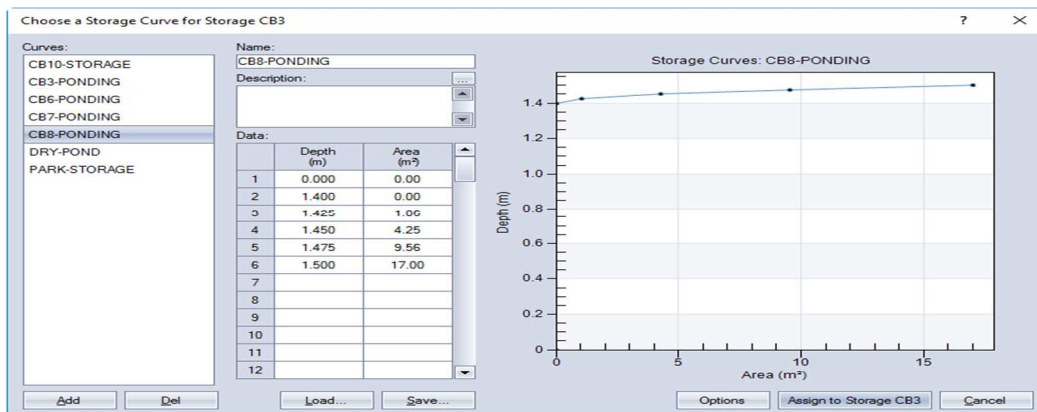 Choose a Storage Curve for Storage CB3
?
Curves:
CB10-STORAGE
CB3-PONDING
CB6-PONDING
CB7-PONDING
CB8-PONDING
DRY-POND
PARK-STORAGE
Add Del
Name:
CB8-PONDING
Description:
...
Data:
Depth (m) Area (m²)
1 0.000 0.00
2 1.400 0.00
3 1.425 1.06
4 1.450 4.25
5 1.475 9.56
6 1.500 17.00
7
8
9
10
11
12
Load... Save...
Storage Curves: CB8-PONDING
Depth (m)
1.4
1.2
1.0
0.8
0.6
0.4
0.2
0
0 5 10 15
Area (m²)
Options Assign to Storage CB3 Cancel